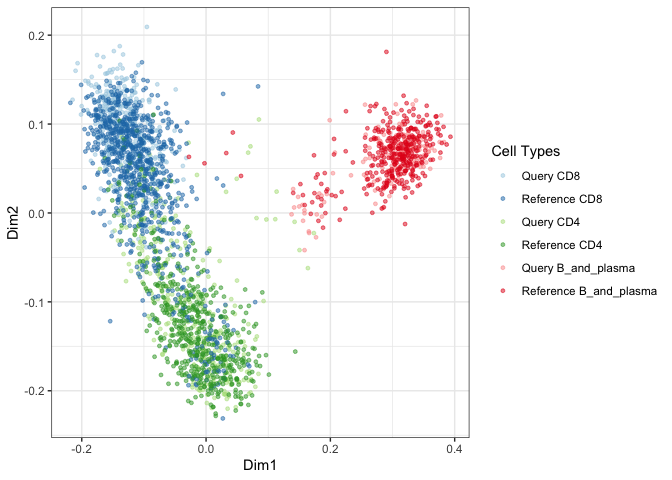 0.2
0.1
0.0
-0.1
-0.2
Dim2
-0.2
0.0
0.2
0.4
Dim1
Cell Types
Query CD8
Reference CD8
Query CD4
Reference CD4
Query B_and_plasma
Reference B_and_plasma